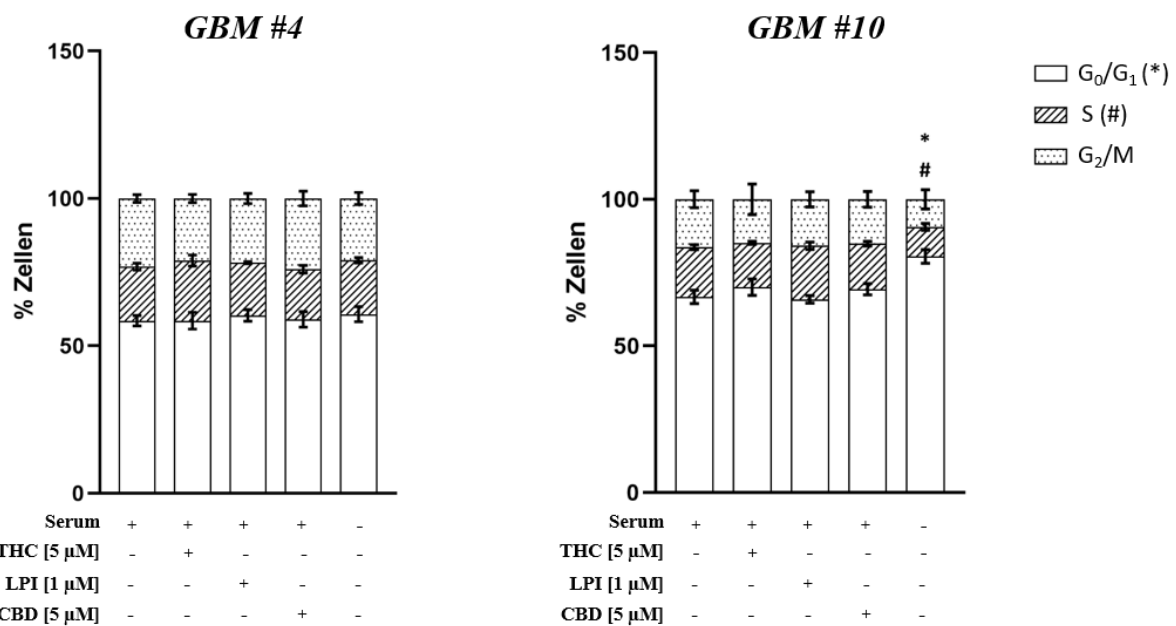 GBM #4
150
100
50
0
% Zellen
Serum + + + + -
THC [5 µM] - + - - -
LPI [1 µM] - - + - -
CBD [5 µM] - - - + -
GBM #10
150
100
50
0
% Zellen
*
#
Serum + + + + -
THC [5 µM] - + - - -
LPI [1 µM] - - + - -
CBD [5 µM] - - - + -
G₀/G₁ (*)
S (#)
G₂/M